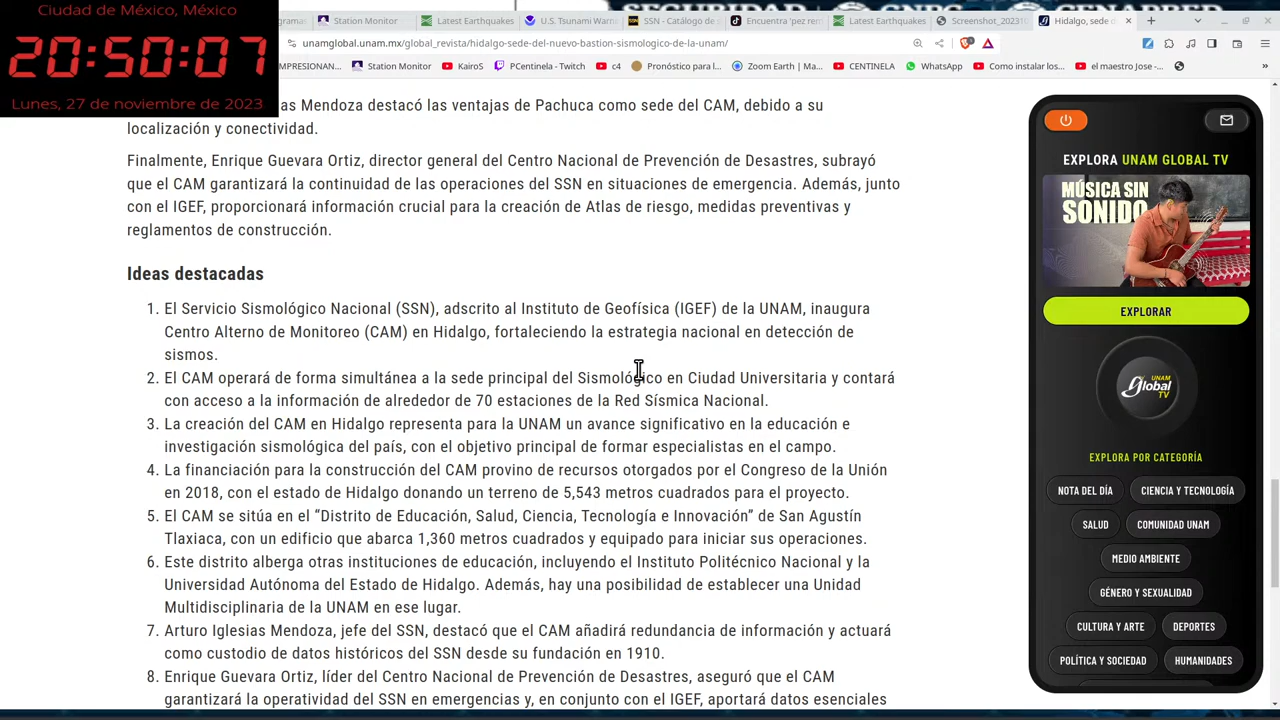 Ciudad de México, México
20:50:07
Lunes, 27 de noviembre de 2023
Station Monitor
Latest Earthquakes
U.S. Tsunami Warn
SSN - Catálogo de
Encuentra 'pez rem
Latest Earthquakes
Screenshot_20231
Hidalgo, sede d
unamglobal.unam.mx/global_revista/hidalgo-sede-del-nuevo-bastion-sismologico-de-la-unam/
IMPRESIONAN...
Station Monitor
KairoS
PCentinela - Twitch
c4
Pronóstico para l...
Zoom Earth | Ma...
CENTINELA
WhatsApp
Como instalar los...
el maestro Jose -...
as Mendoza destacó las ventajas de Pachuca como sede del CAM, debido a su
localización y conectividad.
Finalmente, Enrique Guevara Ortiz, director general del Centro Nacional de Prevención de Desastres, subrayó
que el CAM garantizará la continuidad de las operaciones del SSN en situaciones de emergencia. Además, junto
con el IGEF, proporcionará información crucial para la creación de Atlas de riesgo, medidas preventivas y
reglamentos de construcción.
Ideas destacadas
1. El Servicio Sismológico Nacional (SSN), adscrito al Instituto de Geofísica (IGEF) de la UNAM, inaugura
Centro Alterno de Monitoreo (CAM) en Hidalgo, fortaleciendo la estrategia nacional en detección de
sismos.
2. El CAM operará de forma simultánea a la sede principal del Sismológico en Ciudad Universitaria y contará
con acceso a la información de alrededor de 70 estaciones de la Red Sísmica Nacional.
3. La creación del CAM en Hidalgo representa para la UNAM un avance significativo en la educación e
investigación sismológica del país, con el objetivo principal de formar especialistas en el campo.
4. La financiación para la construcción del CAM provino de recursos otorgados por el Congreso de la Unión
en 2018, con el estado de Hidalgo donando un terreno de 5,543 metros cuadrados para el proyecto.
5. El CAM se sitúa en el “Distrito de Educación, Salud, Ciencia, Tecnología e Innovación” de San Agustín
Tlaxiaca, con un edificio que abarca 1,360 metros cuadrados y equipado para iniciar sus operaciones.
6. Este distrito alberga otras instituciones de educación, incluyendo el Instituto Politécnico Nacional y la
Universidad Autónoma del Estado de Hidalgo. Además, hay una posibilidad de establecer una Unidad
Multidisciplinaria de la UNAM en ese lugar.
7. Arturo Iglesias Mendoza, jefe del SSN, destacó que el CAM añadirá redundancia de información y actuará
como custodio de datos históricos del SSN desde su fundación en 1910.
8. Enrique Guevara Ortiz, líder del Centro Nacional de Prevención de Desastres, aseguró que el CAM
garantizará la operatividad del SSN en emergencias y, en conjunto con el IGEF, aportará datos esenciales
EXPLORA UNAM GLOBAL TV
MÚSICA SIN
SONIDO
EXPLORAR
UNAM
Global
TV
EXPLORA POR CATEGORÍA
NOTA DEL DÍA
CIENCIA Y TECNOLOGÍA
SALUD
COMUNIDAD UNAM
MEDIO AMBIENTE
GÉNERO Y SEXUALIDAD
CULTURA Y ARTE
DEPORTES
POLÍTICA Y SOCIEDAD
HUMANIDADES